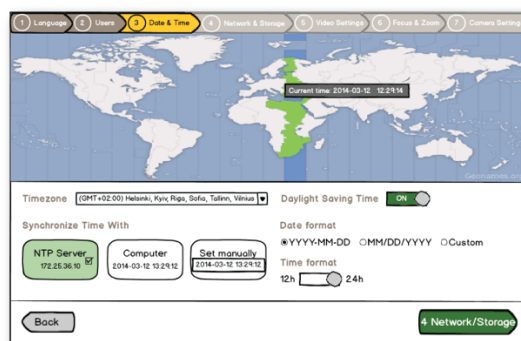 1 Language 2 Users 3 Date & Time 4 Network & Storage 5 Video Settings 6 Focus & Zoom 7 Camera Settings
Current time: 2014-03-12 12:29:14
Geonames.org
Timezone (GMT+02:00) Helsinki, Kyiv, Riga, Sofia, Tallinn, Vilnius Daylight Saving Time ON
Synchronize Time With Date format
NTP Server
172.25.36.10
Computer
2014-03-12 13:29:12
Set manually
2014-03-12 13:29:12
YYYY-MM-DD MM/DD/YYYY Custom
Time format
12h 24h
Back 4 Network/Storage